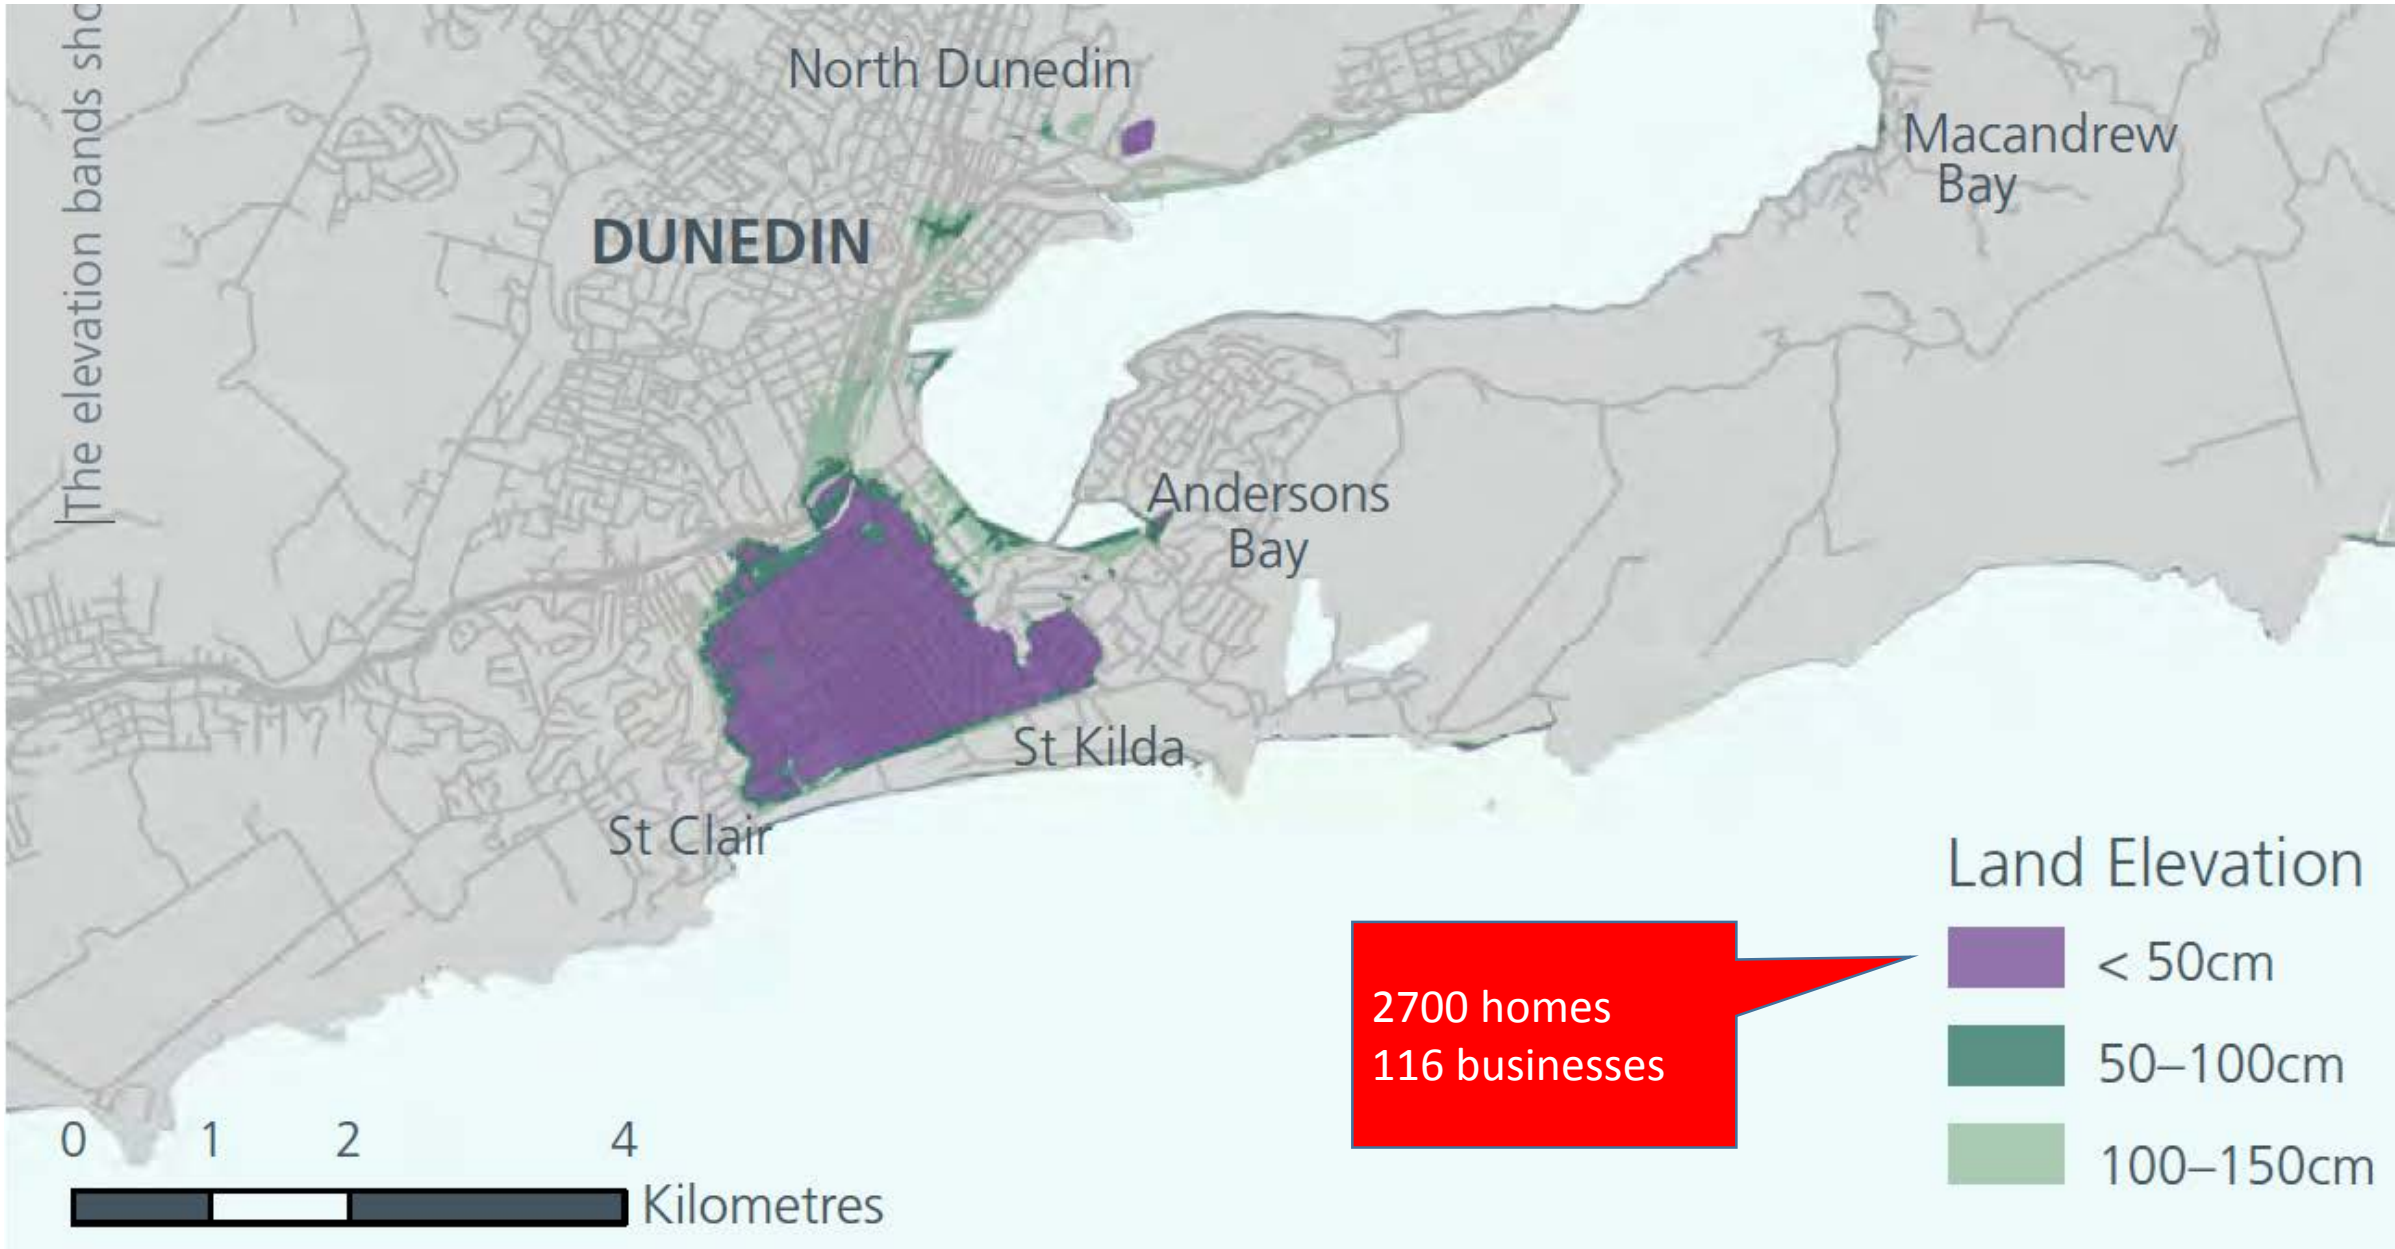 The elevation bands sho
North Dunedin
Macandrew
Bay
DUNEDIN
Andersons
Bay
St Kilda
St Clair
Land Elevation
< 50cm
50–100cm
100–150cm
2700 homes
116 businesses
0 1 2 4
Kilometres